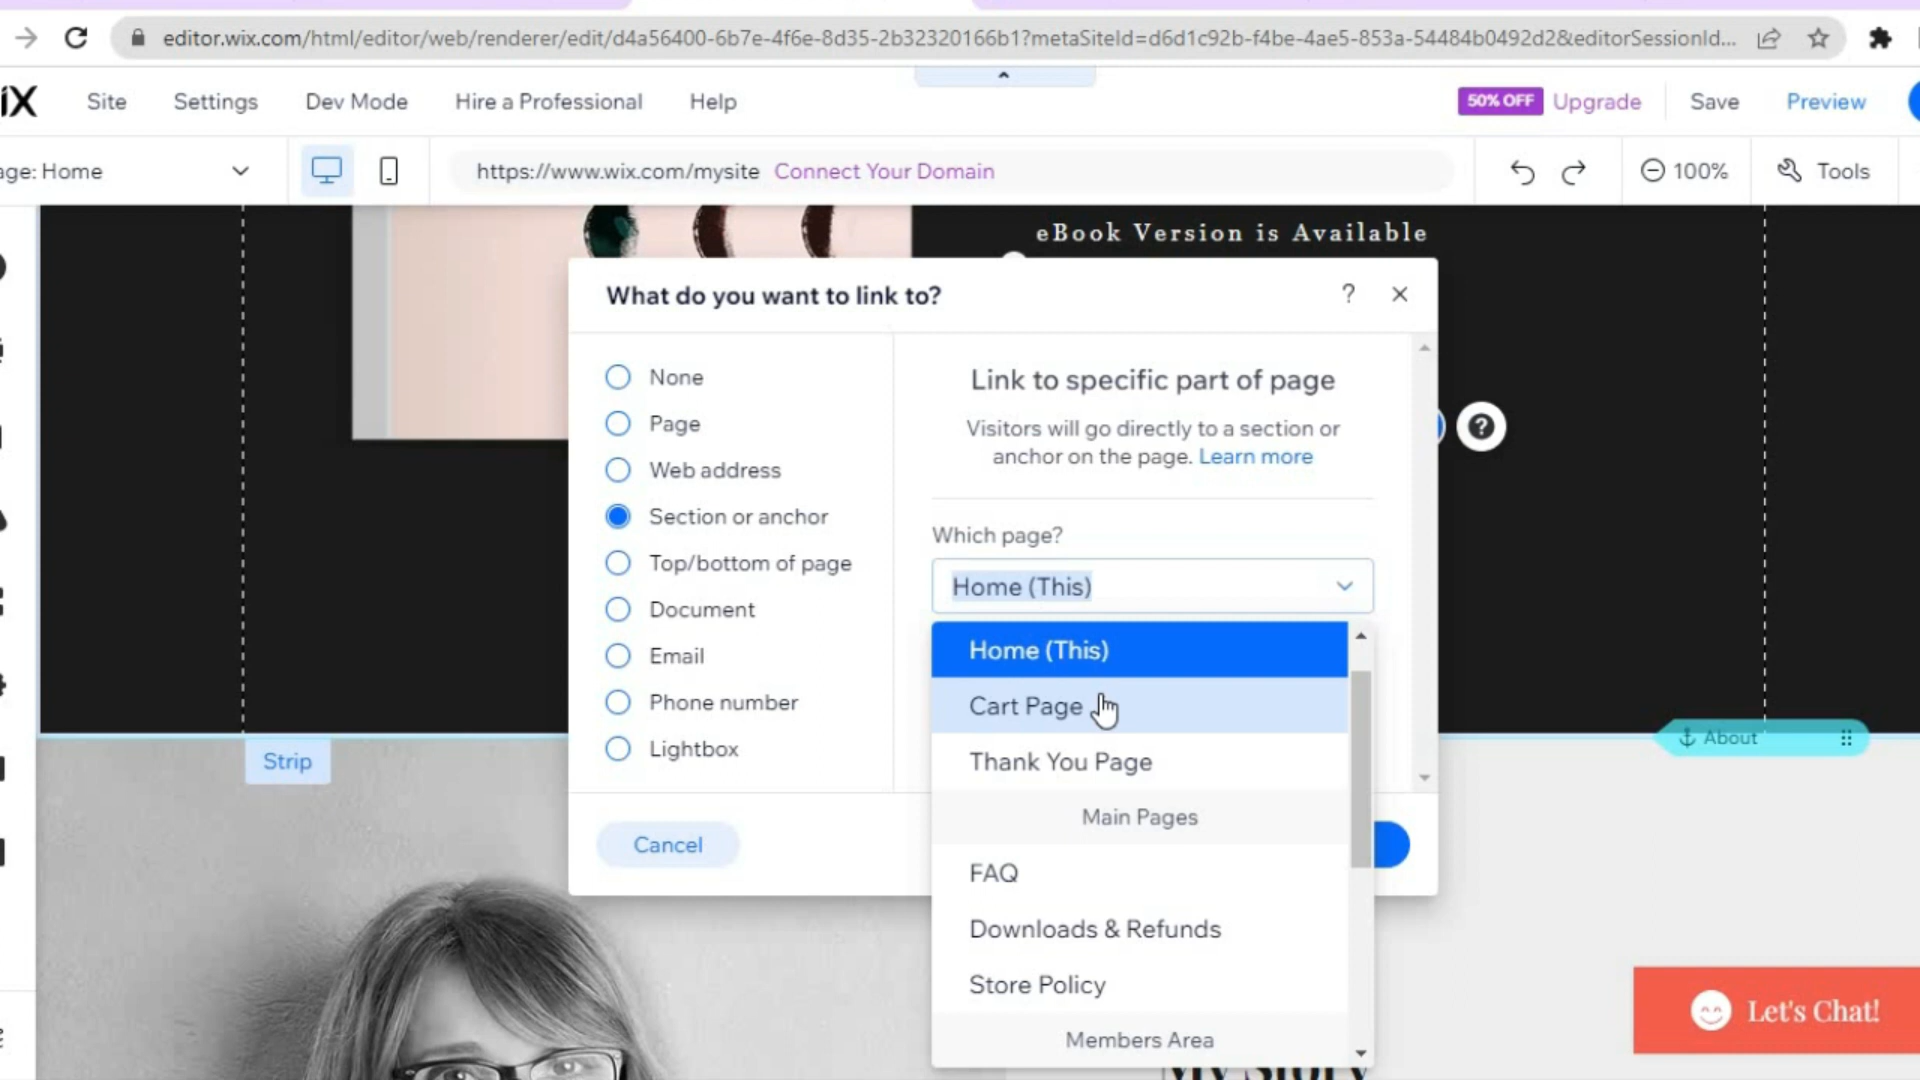 editor.wix.com/html/editor/web/renderer/edit/d4a56400-6b7e-4f6e-8d35-2b32320166b1?metaSiteId=d6d1c92b-f4be-4ae5-853a-54484b0492d2&editorSessionId...
iX Site Settings Dev Mode Hire a Professional Help 50% OFF Upgrade Save Preview
age: Home https://www.wix.com/mysite Connect Your Domain 100% Tools
eBook Version is Available
What do you want to link to? ?
None
Page
Web address
Section or anchor
Top/bottom of page
Document
Email
Phone number
Lightbox
Cancel
Link to specific part of page
Visitors will go directly to a section or
anchor on the page. Learn more
Which page?
Home (This)
Home (This)
Cart Page
Thank You Page
Main Pages
FAQ
Downloads & Refunds
Store Policy
Members Area
?
About
Strip
Let's Chat!
My Story